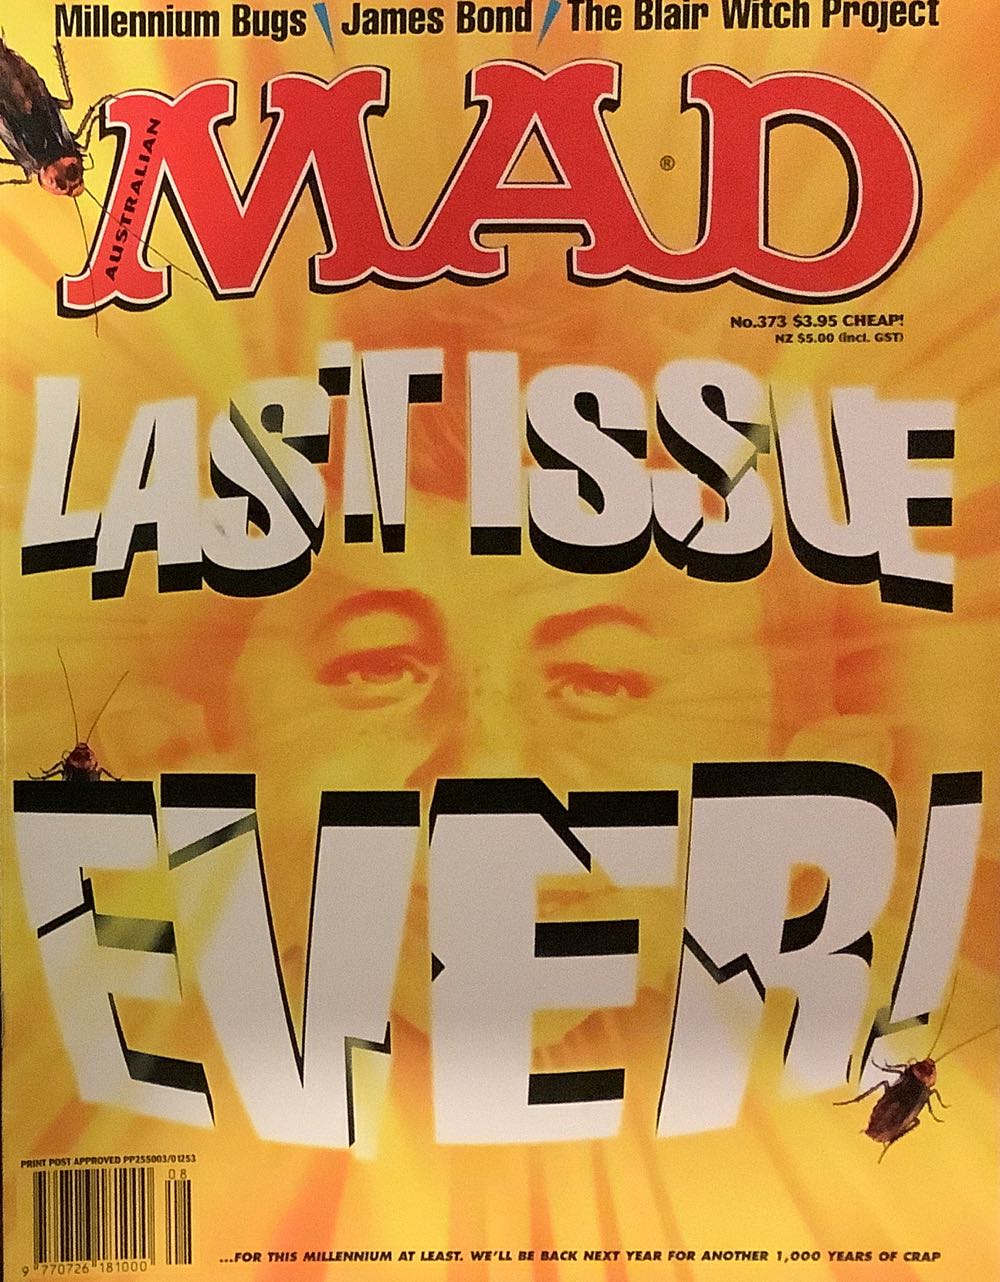 Millennium Bugs / James Bond / The Blair Witch Project
AUSTRALIAN
MAD®
No.373 $3.95 CHEAP!
NZ $5.00 (incl. GST)
LAST ISSUE
EVER!
PRINT POST APPROVED PP255003/01253
08
9 770726 181000
...FOR THIS MILLENNIUM AT LEAST. WE'LL BE BACK NEXT YEAR FOR ANOTHER 1,000 YEARS OF CRAP